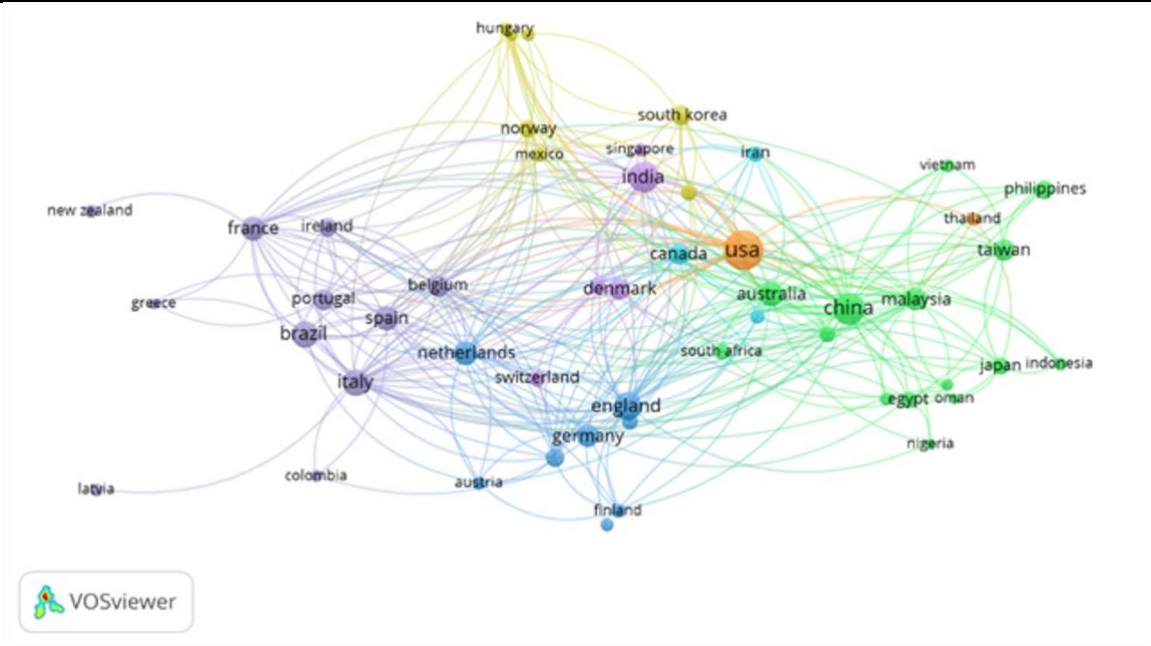 hungary
south korea
norway
mexico
singapore
iran
india
vietnam
philippines
new zealand
france
ireland
thailand
usa
canada
taiwan
belgium
denmark
australia
greece
portugal
china
malaysia
spain
brazil
netherlands
south africa
switzerland
japan
indonesia
italy
england
egypt
oman
germany
nigeria
colombia
austria
latvia
finland
VOSviewer